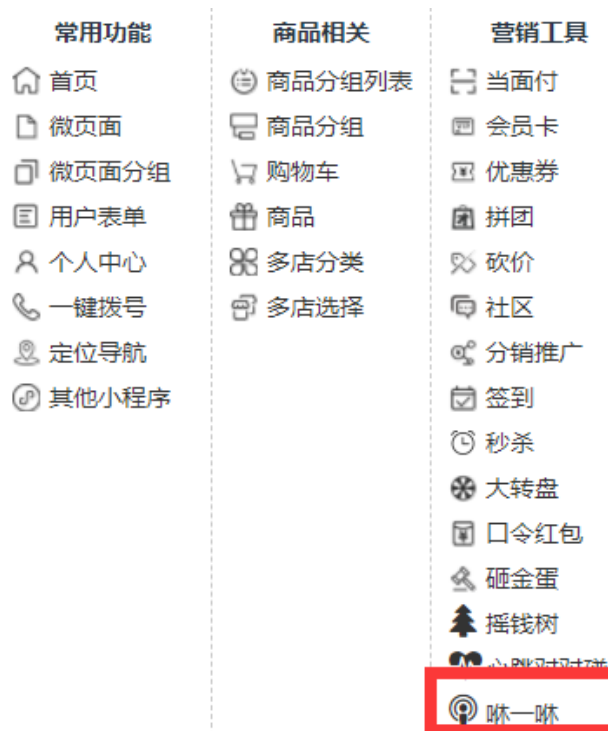 常用功能
首页
微页面
微页面分组
用户表单
个人中心
一键拨号
定位导航
其他小程序
商品相关
商品分组列表
商品分组
购物车
商品
多店分类
多店选择
营销工具
当面付
会员卡
优惠券
拼团
砍价
社区
分销推广
签到
秒杀
大转盘
口令红包
砸金蛋
摇钱树
心跳对对碰
咻一咻